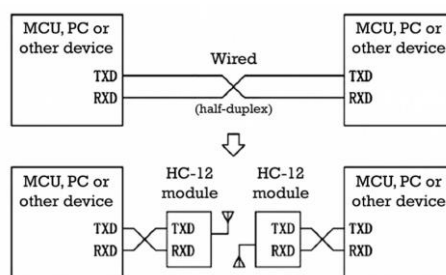 MCU, PC or
other device
TXD
RXD
Wired
(half-duplex)
MCU, PC or
other device
TXD
RXD
MCU, PC or
other device
TXD
RXD
HC-12
module
TXD
RXD
HC-12
module
TXD
RXD
MCU, PC or
other device
TXD
RXD